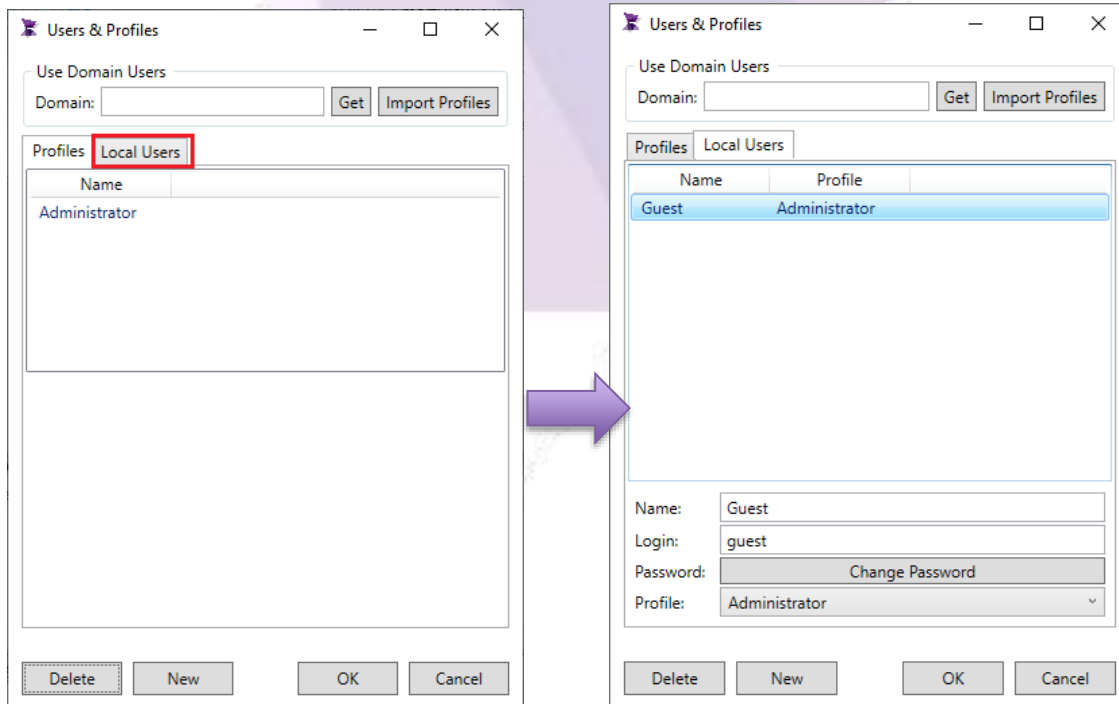 Users & Profiles
Use Domain Users
Domain: Get Import Profiles
Profiles Local Users
Name
Administrator
Delete New OK Cancel
Users & Profiles
Use Domain Users
Domain: Get Import Profiles
Profiles Local Users
Name Profile
Guest Administrator
Name: Guest
Login: guest
Password: Change Password
Profile: Administrator
Delete New OK Cancel